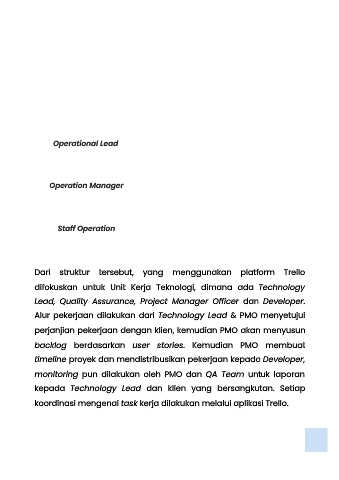 Operational Lead
Operation Manager
Staff Operation
Dari struktur tersebut, yang menggunakan platform Trello
difokuskan untuk Unit Kerja Teknologi, dimana ada Technology
Lead, Quality Assurance, Project Manager Officer dan Developer.
Alur pekerjaan dilakukan dari Technology Lead & PMO menyetujui
perjanjian pekerjaan dengan klien, kemudian PMO akan menyusun
backlog berdasarkan user stories. Kemudian PMO membuat
timeline proyek dan mendistribusikan pekerjaan kepada Developer,
monitoring pun dilakukan oleh PMO dan QA Team untuk laporan
kepada Technology Lead dan klien yang bersangkutan. Setiap
koordinasi mengenai task kerja dilakukan melalui aplikasi Trello.